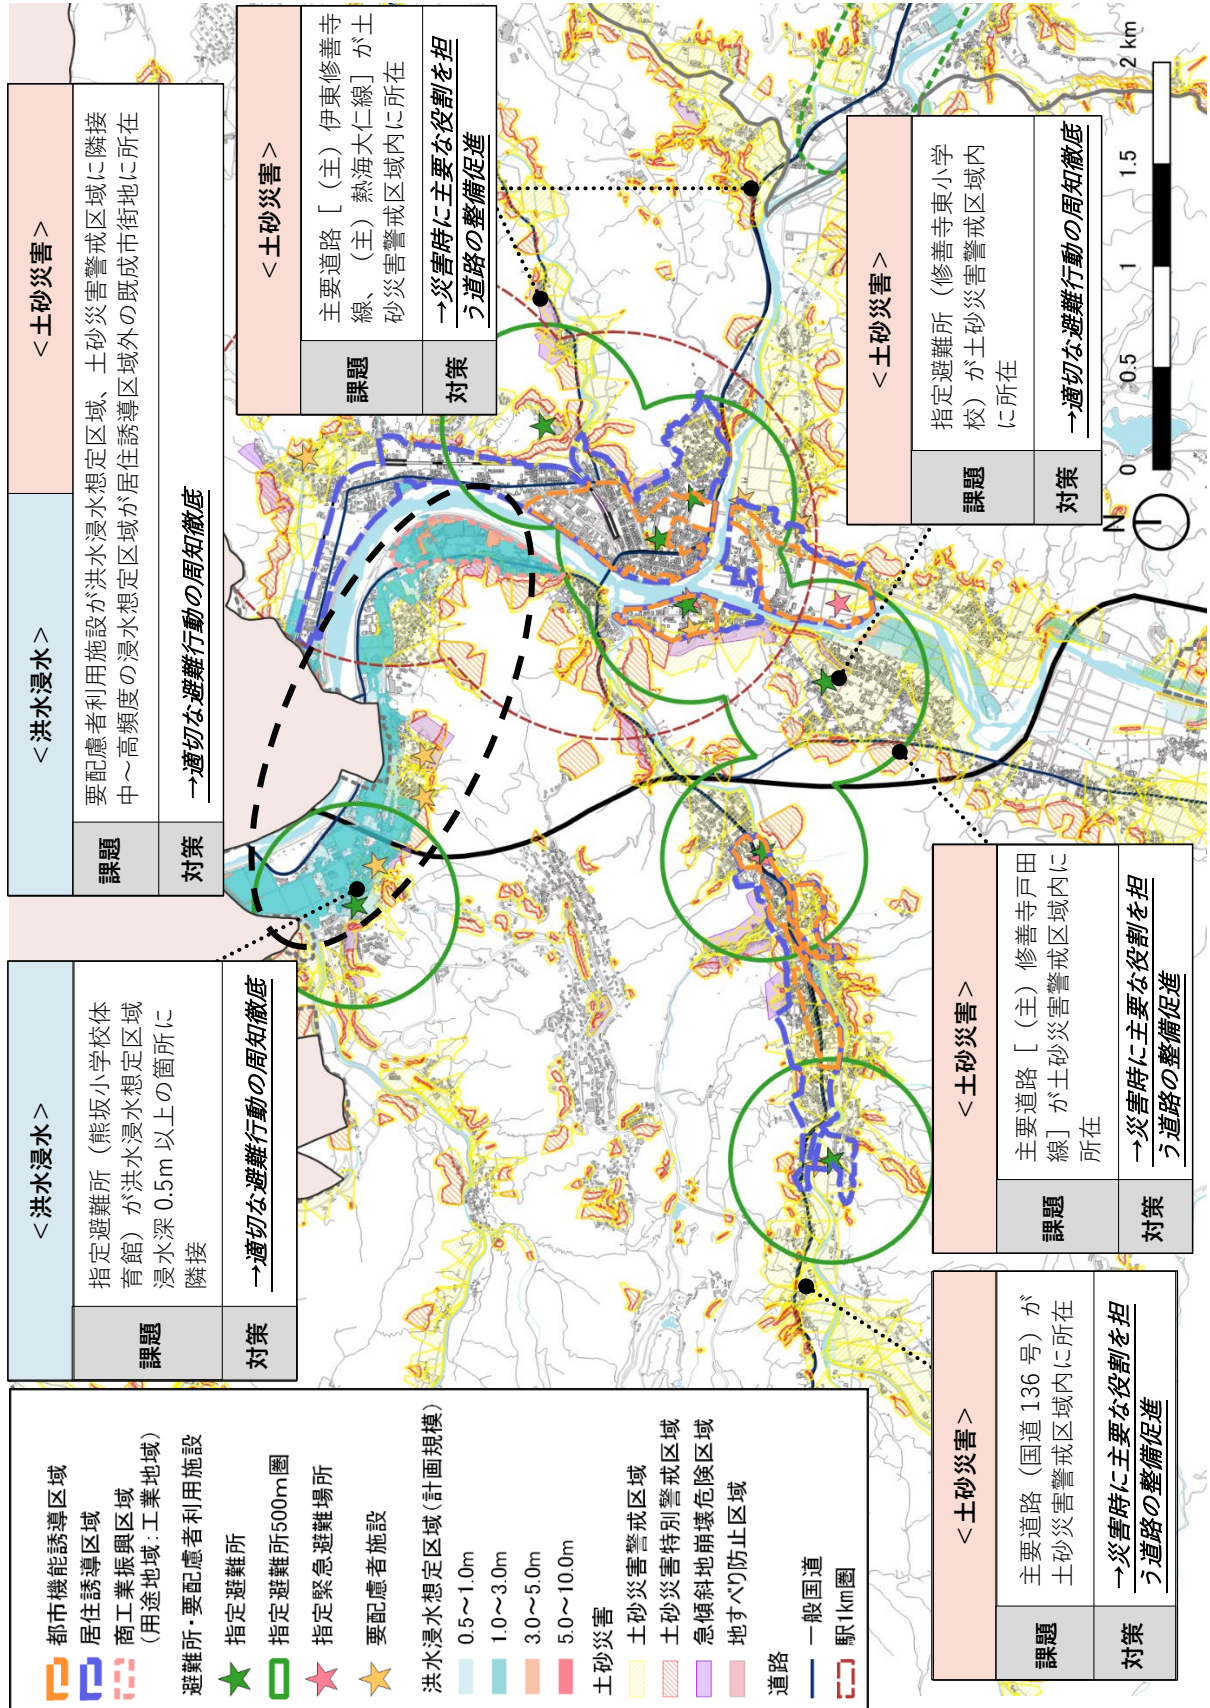 ＜洪水浸水＞
課題
指定避難所（熊坂小学校体
育館）が洪水浸水想定区域
浸水深 0.5m 以上の箇所に
隣接
対策
→適切な避難行動の周知徹底
＜洪水浸水＞
＜土砂災害＞
課題
要配慮者利用施設が洪水浸水想定区域、土砂災害警戒区域に隣接
中～高頻度の浸水想定区域が居住誘導区域外の既成市街地に所在
対策
→適切な避難行動の周知徹底
＜土砂災害＞
課題
主要道路［（主）伊東修善寺
線、（主）熱海大仁線］が土
砂災害警戒区域内に所在
対策
→災害時に主要な役割を担
う道路の整備促進
都市機能誘導区域
居住誘導区域
商工業振興区域
（用途地域：工業地域）
避難所・要配慮者利用施設
指定避難所
指定避難所500m圏
指定緊急避難場所
要配慮者施設
洪水浸水想定区域（計画規模）
0.5～1.0m
1.0～3.0m
3.0～5.0m
5.0～10.0m
土砂災害
土砂災害警戒区域
土砂災害特別警戒区域
急傾斜地崩壊危険区域
地すべり防止区域
道路
一般国道
駅1km圏
＜土砂災害＞
課題
主要道路（国道 136 号）が
土砂災害警戒区域内に所在
対策
→災害時に主要な役割を担
う道路の整備促進
＜土砂災害＞
課題
主要道路［（主）修善寺戸田
線］が土砂災害警戒区域内に
所在
対策
→災害時に主要な役割を担
う道路の整備促進
＜土砂災害＞
課題
指定避難所（修善寺東小学
校）が土砂災害警戒区域内
に所在
対策
→適切な避難行動の周知徹底
N
0 0.5 1 1.5 2 km